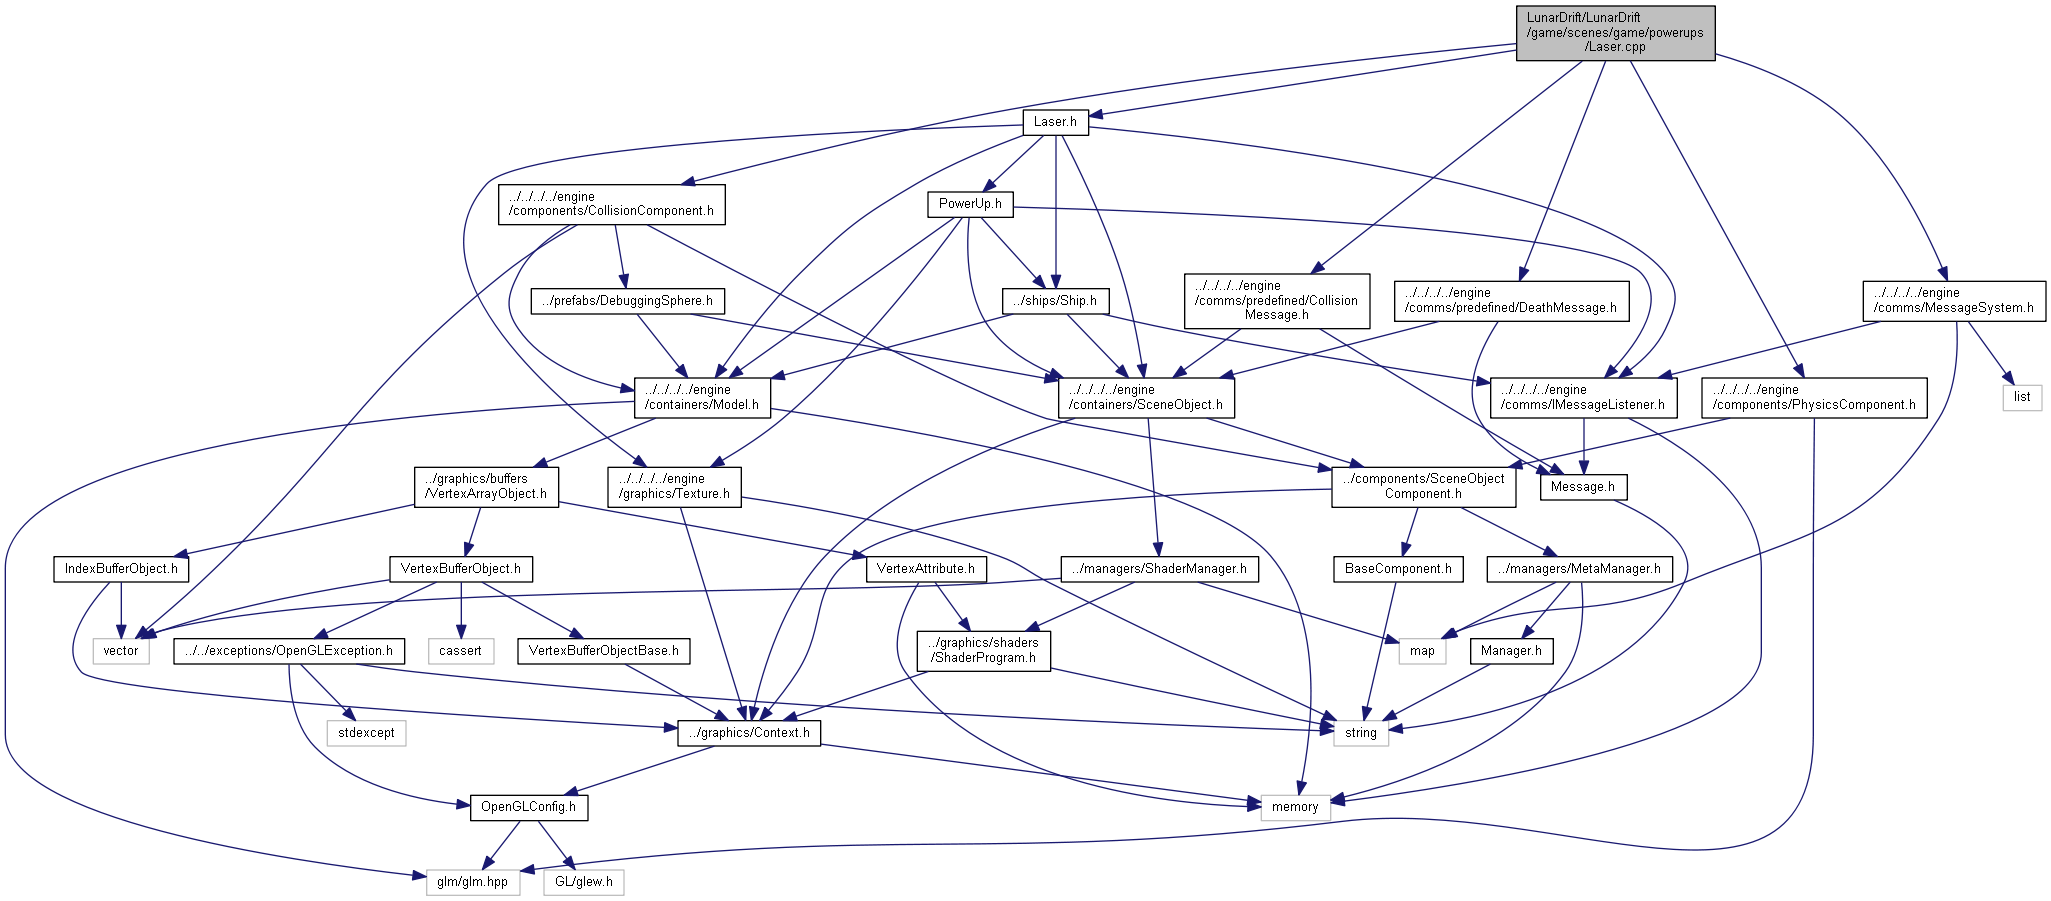 LunarDrift/LunarDrift
/game/scenes/game/powerups
/Laser.cpp
Laser.h
../../../../engine
/components/CollisionComponent.h
PowerUp.h
../prefabs/DebuggingSphere.h
../ships/Ship.h
../../../../engine
/comms/predefined/Collision
Message.h
../../../../engine
/comms/predefined/DeathMessage.h
../../../../engine
/comms/MessageSystem.h
../../../../engine
/containers/Model.h
../../../../engine
/containers/SceneObject.h
../../../../engine
/comms/IMessageListener.h
../../../../engine
/components/PhysicsComponent.h
list
../graphics/buffers
/VertexArrayObject.h
../../../../engine
/graphics/Texture.h
../components/SceneObject
Component.h
Message.h
IndexBufferObject.h
VertexBufferObject.h
VertexAttribute.h
../managers/ShaderManager.h
BaseComponent.h
../managers/MetaManager.h
vector
../../exceptions/OpenGLException.h
cassert
VertexBufferObjectBase.h
../graphics/shaders
/ShaderProgram.h
map
Manager.h
stdexcept
../graphics/Context.h
string
OpenGLConfig.h
memory
glm/glm.hpp
GL/glew.h